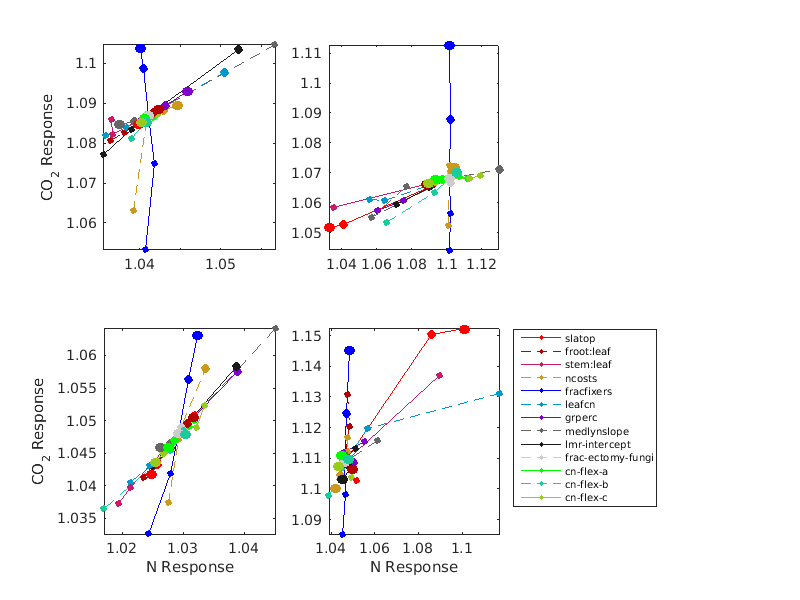 1.1
1.09
1.08
1.07
1.06
1.04
1.05
CO2 Response
1.11
1.1
1.09
1.08
1.07
1.06
1.05
1.04
1.06
1.08
1.1
1.12
1.06
1.055
1.05
1.045
1.04
1.035
1.02
1.03
1.04
CO2 Response
N Response
1.15
1.14
1.13
1.12
1.11
1.1
1.09
1.04
1.06
1.08
1.1
N Response
slatop
froot:leaf
stem:leaf
ncosts
fracfixers
leafcn
grperc
medlynslope
lmr-intercept
frac-ectomy-fungi
cn-flex-a
cn-flex-b
cn-flex-c